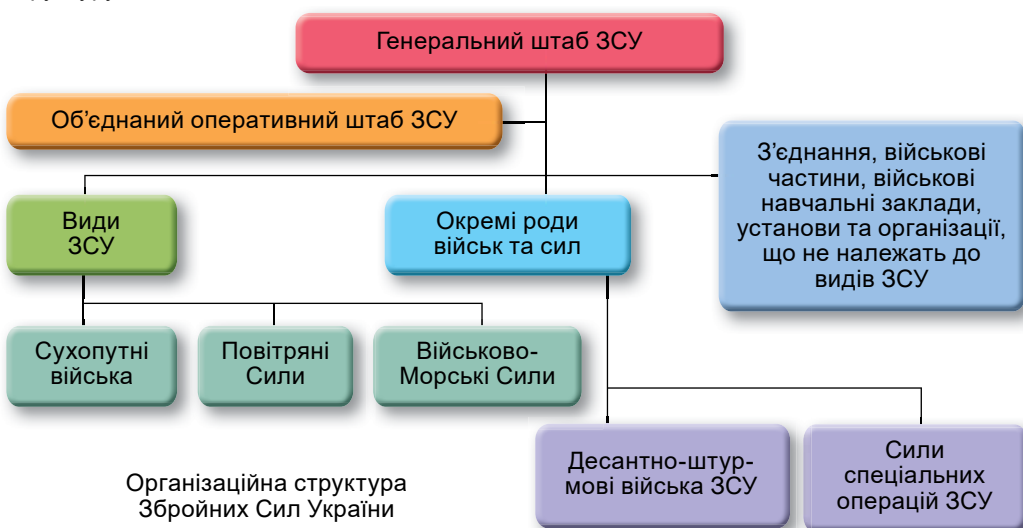 Генеральний штаб ЗСУ
Об’єднаний оперативний штаб ЗСУ
З’єднання, військові
частини, військові
навчальні заклади,
установи та організації,
що не належать до
видів ЗСУ
Види
ЗСУ
Окремі роди
військ та сил
Сухопутні
війська
Повітряні
Сили
Військово-
Морські Сили
Десантно-штур-
мові війська ЗСУ
Сили
спеціальних
операцій ЗСУ
Організаційна структура
Збройних Сил України